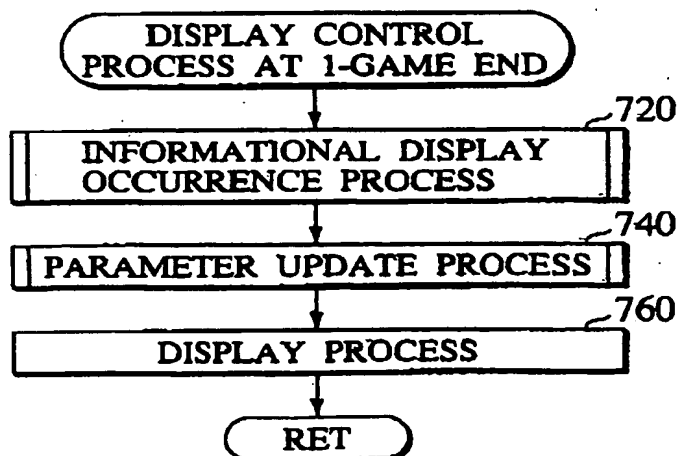 DISPLAY CONTROL
PROCESS AT 1-GAME END
720
INFORMATIONAL DISPLAY
OCCURRENCE PROCESS
740
PARAMETER UPDATE PROCESS
760
DISPLAY PROCESS
RET